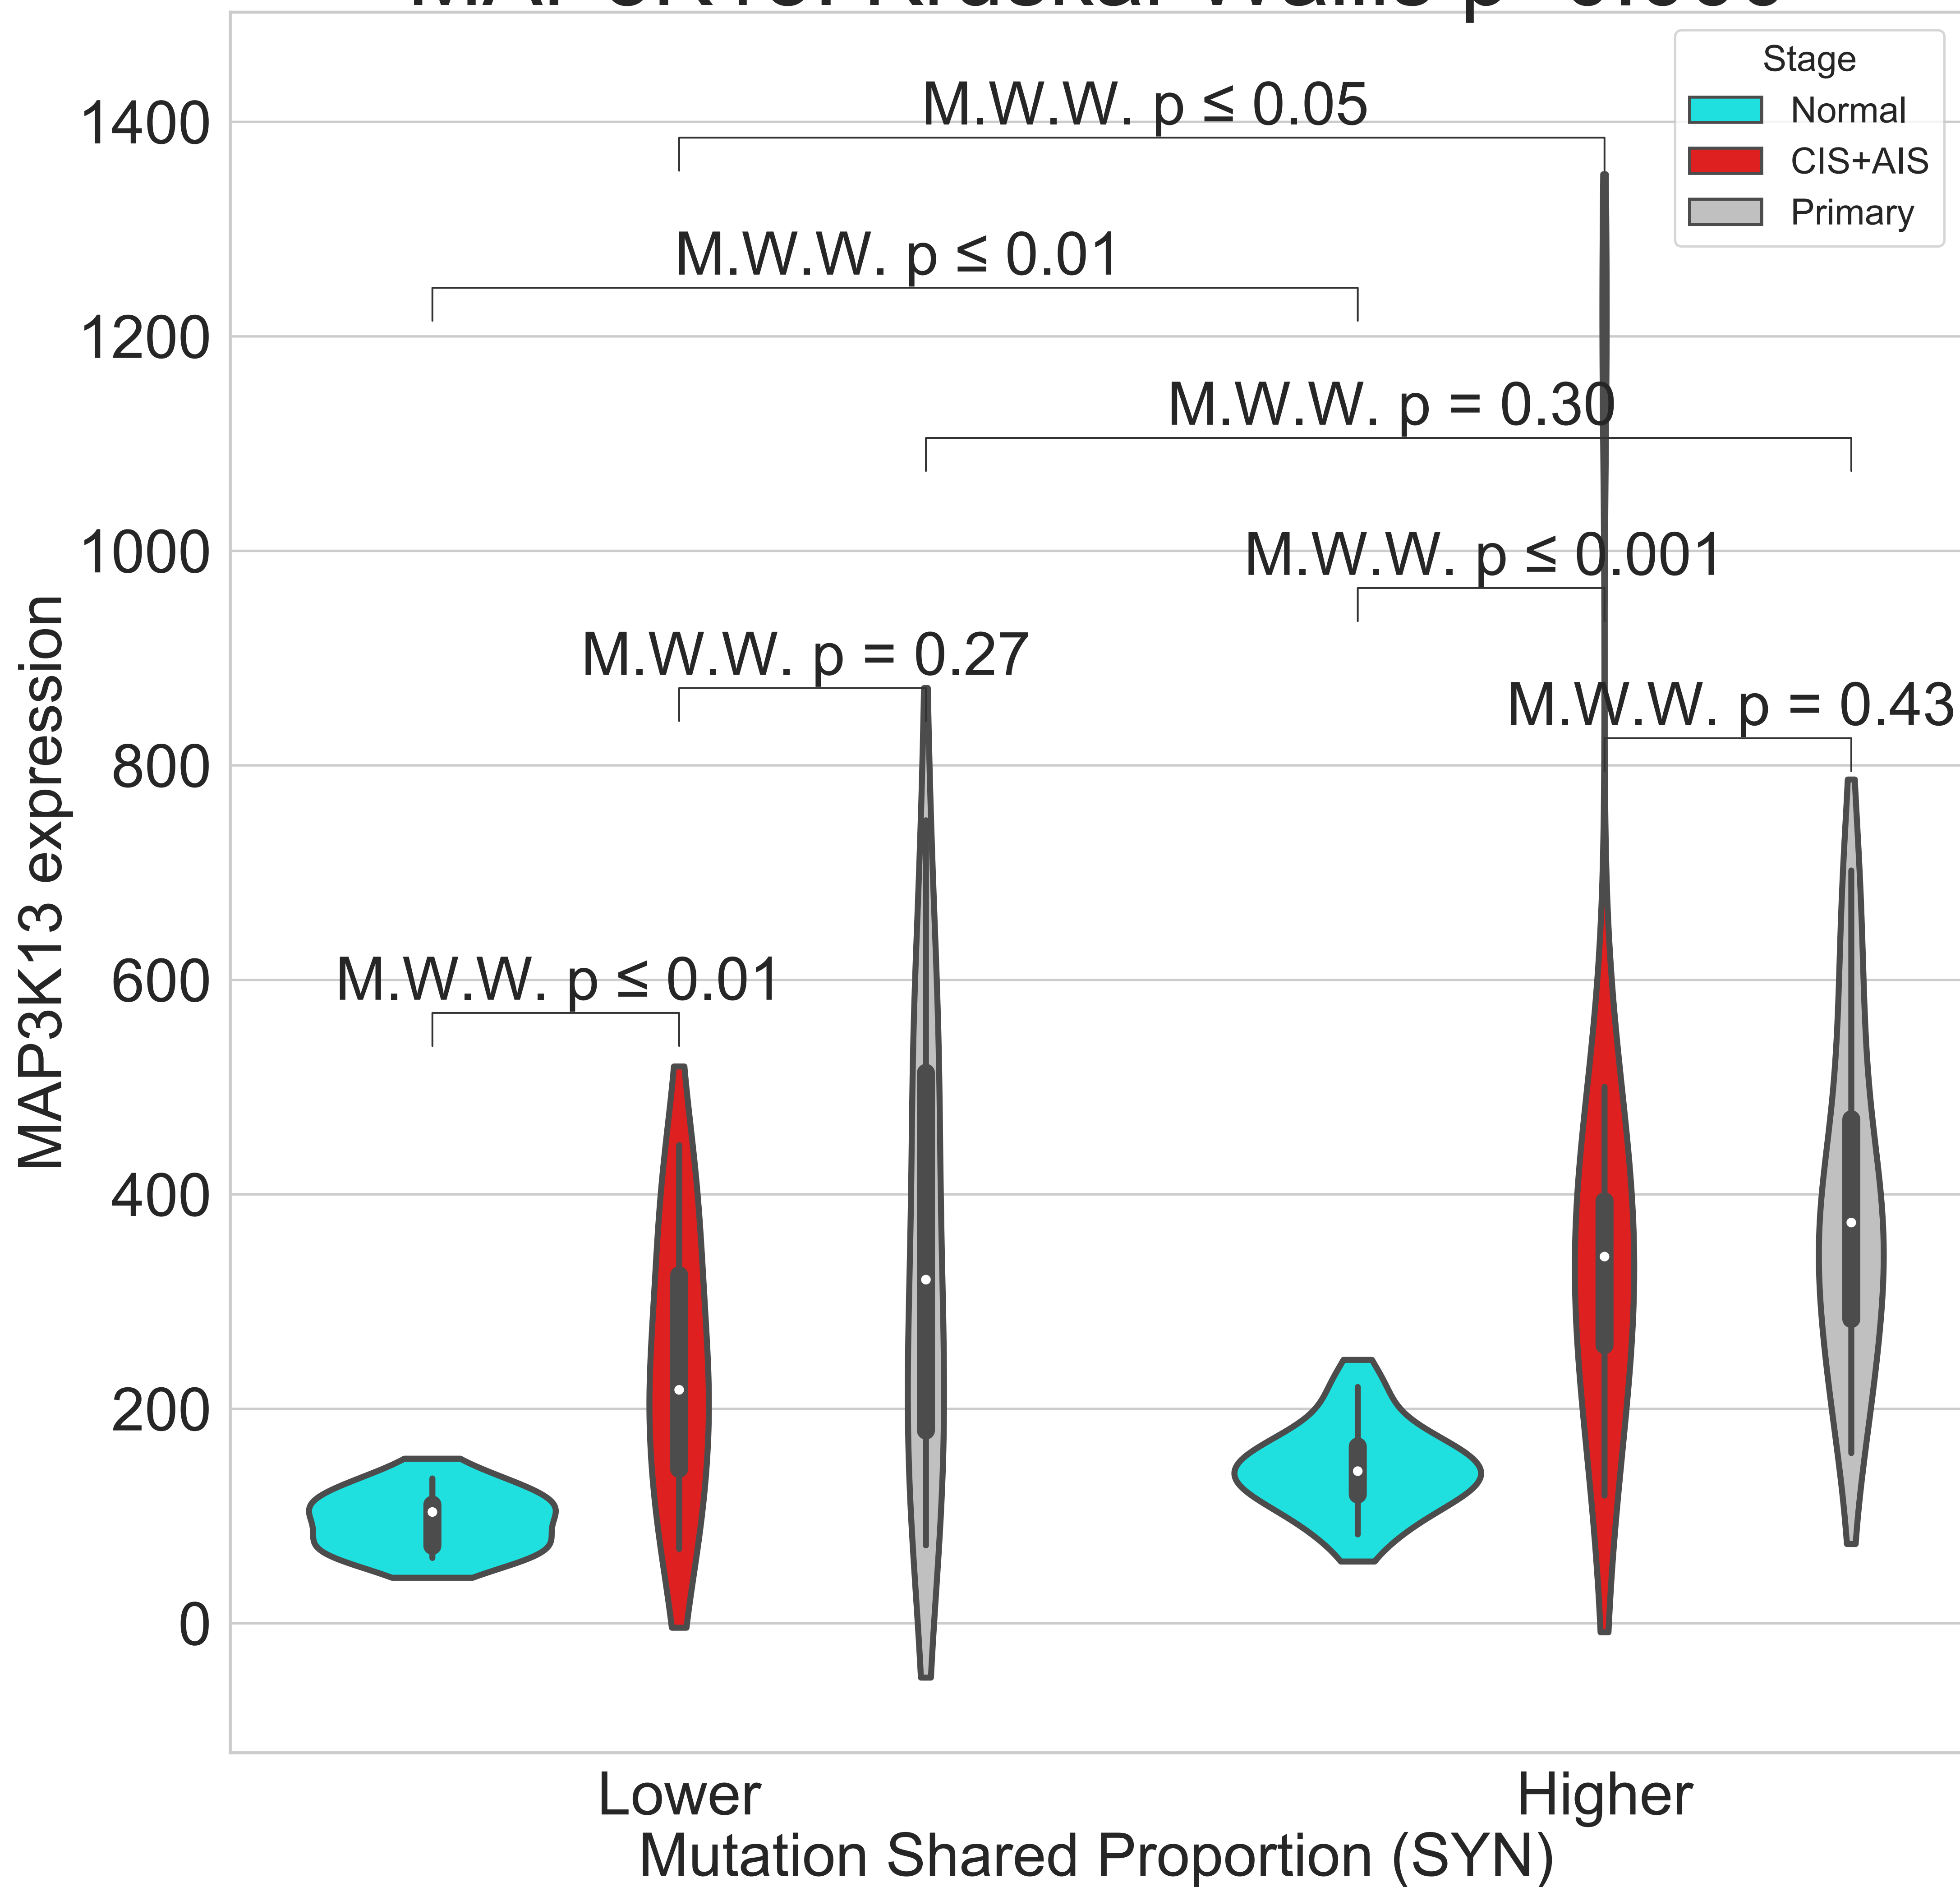 Stage
Normal
CIS+AIS
Primary
M.W.W. p ≤ 0.05
M.W.W. p ≤ 0.01
M.W.W. p = 0.30
M.W.W. p ≤ 0.001
M.W.W. p = 0.27
M.W.W. p = 0.43
M.W.W. p ≤ 0.01
1400
1200
1000
800
600
400
200
0
MAP3K13 expression
Lower
Higher
Mutation Shared Proportion (SYN)